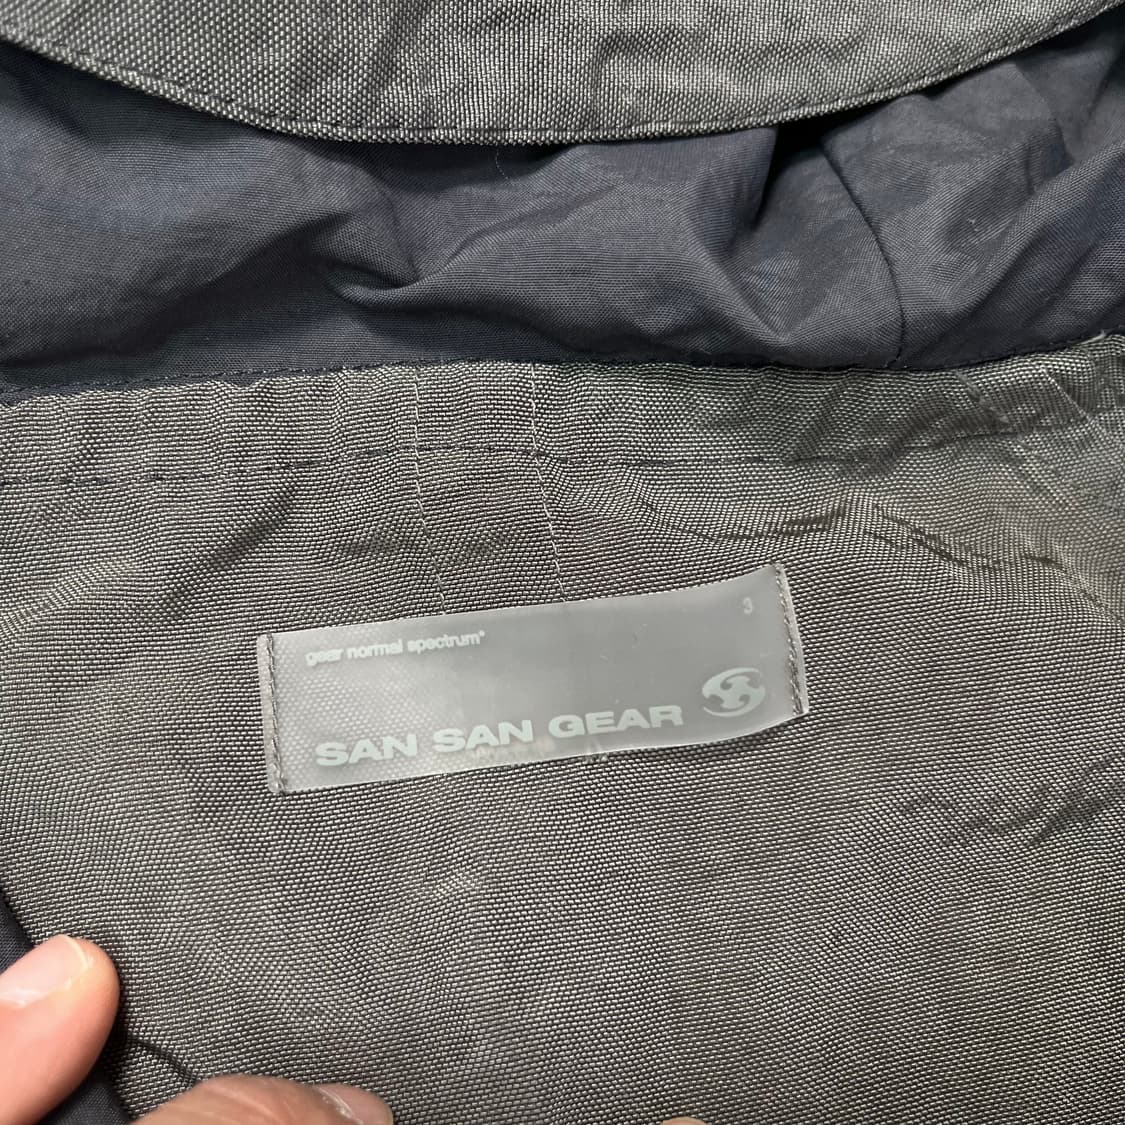 gear normal spectrum*
3
SAN SAN GEAR